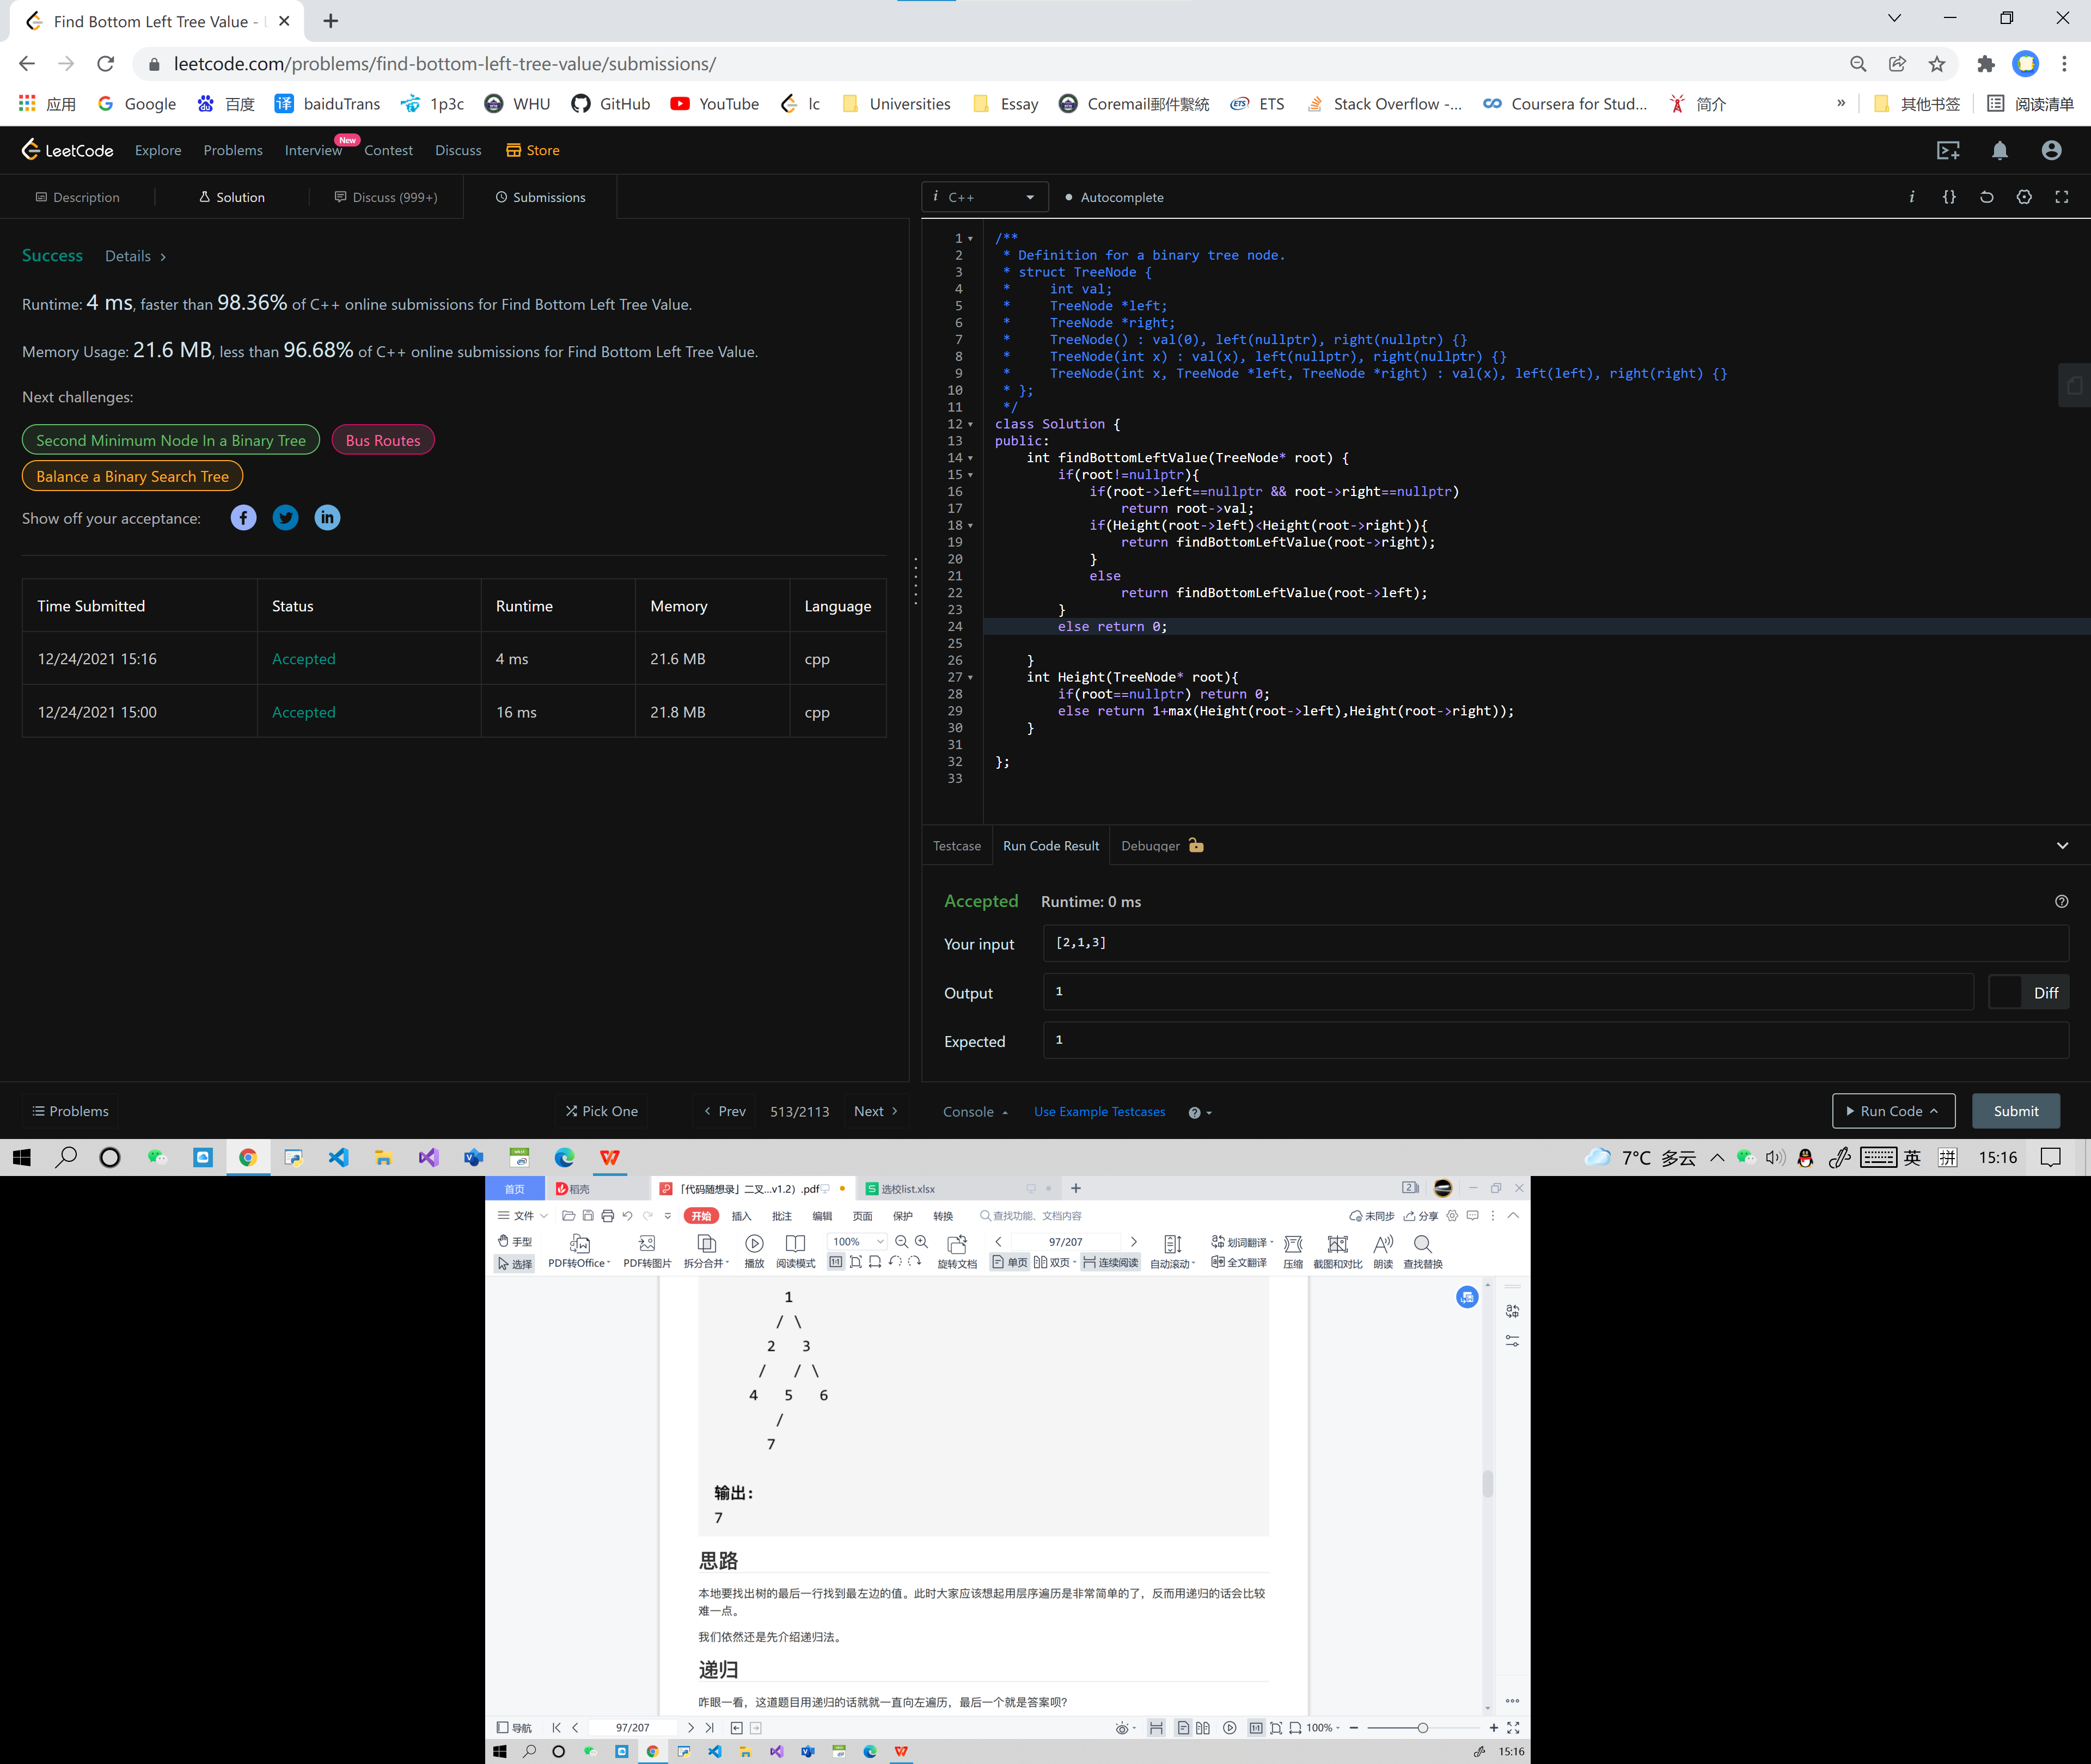 Find Bottom Left Tree Value -
leetcode.com/problems/find-bottom-left-tree-value/submissions/
应用 Google 百度 译 baiduTrans 1p3c WHU GitHub YouTube lc Universities Essay Coremail郵件繫統 ETS Stack Overflow -... Coursera for Stud... 简介 » 其他书签 阅读清单
LeetCode Explore Problems Interview New Contest Discuss Store
Description Solution Discuss (999+) Submissions
i C++ Autocomplete i {}
Success Details >
Runtime: 4 ms, faster than 98.36% of C++ online submissions for Find Bottom Left Tree Value.
Memory Usage: 21.6 MB, less than 96.68% of C++ online submissions for Find Bottom Left Tree Value.
Next challenges:
Second Minimum Node In a Binary Tree Bus Routes
Balance a Binary Search Tree
Show off your acceptance:
Time Submitted Status Runtime Memory Language
12/24/2021 15:16 Accepted 4 ms 21.6 MB cpp
12/24/2021 15:00 Accepted 16 ms 21.8 MB cpp
1 /**
2 * Definition for a binary tree node.
3 * struct TreeNode {
4 *     int val;
5 *     TreeNode *left;
6 *     TreeNode *right;
7 *     TreeNode() : val(0), left(nullptr), right(nullptr) {}
8 *     TreeNode(int x) : val(x), left(nullptr), right(nullptr) {}
9 *     TreeNode(int x, TreeNode *left, TreeNode *right) : val(x), left(left), right(right) {}
10 * };
11 */
12 class Solution {
13 public:
14     int findBottomLeftValue(TreeNode* root) {
15         if(root!=nullptr){
16             if(root->left==nullptr && root->right==nullptr)
17                 return root->val;
18             if(Height(root->left)<Height(root->right)){
19                 return findBottomLeftValue(root->right);
20             }
21             else
22                 return findBottomLeftValue(root->left);
23         }
24         else return 0;
25
26     }
27     int Height(TreeNode* root){
28         if(root==nullptr) return 0;
29         else return 1+max(Height(root->left),Height(root->right));
30     }
31
32 };
33
Testcase Run Code Result Debugger
Accepted Runtime: 0 ms
Your input [2,1,3]
Output 1 Diff
Expected 1
Problems Pick One Prev 513/2113 Next Console Use Example Testcases Run Code Submit
7°C 多云 英 拼 15:16
首页 稻壳 「代码随想录」二叉...v1.2）.pdf 选校list.xlsx
文件 开始 插入 批注 编辑 页面 保护 转换 查找功能、文档内容 未同步 分享
手型 100% 97/207 划词翻译
选择 PDF转Office PDF转图片 拆分合并 播放 阅读模式 旋转文档 单页 双页 连续阅读 自动滚动 全文翻译 压缩 截图和对比 朗读 查找替换
1
/ \
2 3
/ / \
4 5 6
/
7
输出：
7
思路
本地要找出树的最后一行找到最左边的值。此时大家应该想起用层序遍历是非常简单的了，反而用递归的话会比较
难一点。
我们依然还是先介绍递归法。
递归
咋眼一看，这道题目用递归的话就就一直向左遍历，最后一个就是答案呗？
导航 97/207 100%
15:16